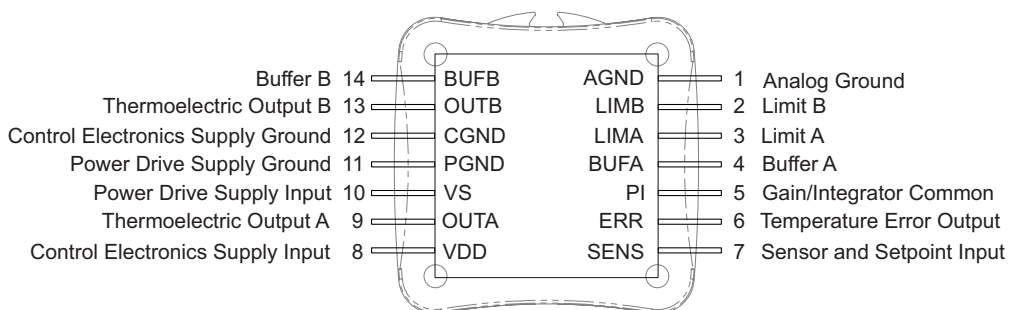 Buffer B 14 BUFB AGND 1 Analog Ground
Thermoelectric Output B 13 OUTB LIMB 2 Limit B
Control Electronics Supply Ground 12 CGND LIMA 3 Limit A
Power Drive Supply Ground 11 PGND BUFA 4 Buffer A
Power Drive Supply Input 10 VS PI 5 Gain/Integrator Common
Thermoelectric Output A 9 OUTA ERR 6 Temperature Error Output
Control Electronics Supply Input 8 VDD SENS 7 Sensor and Setpoint Input